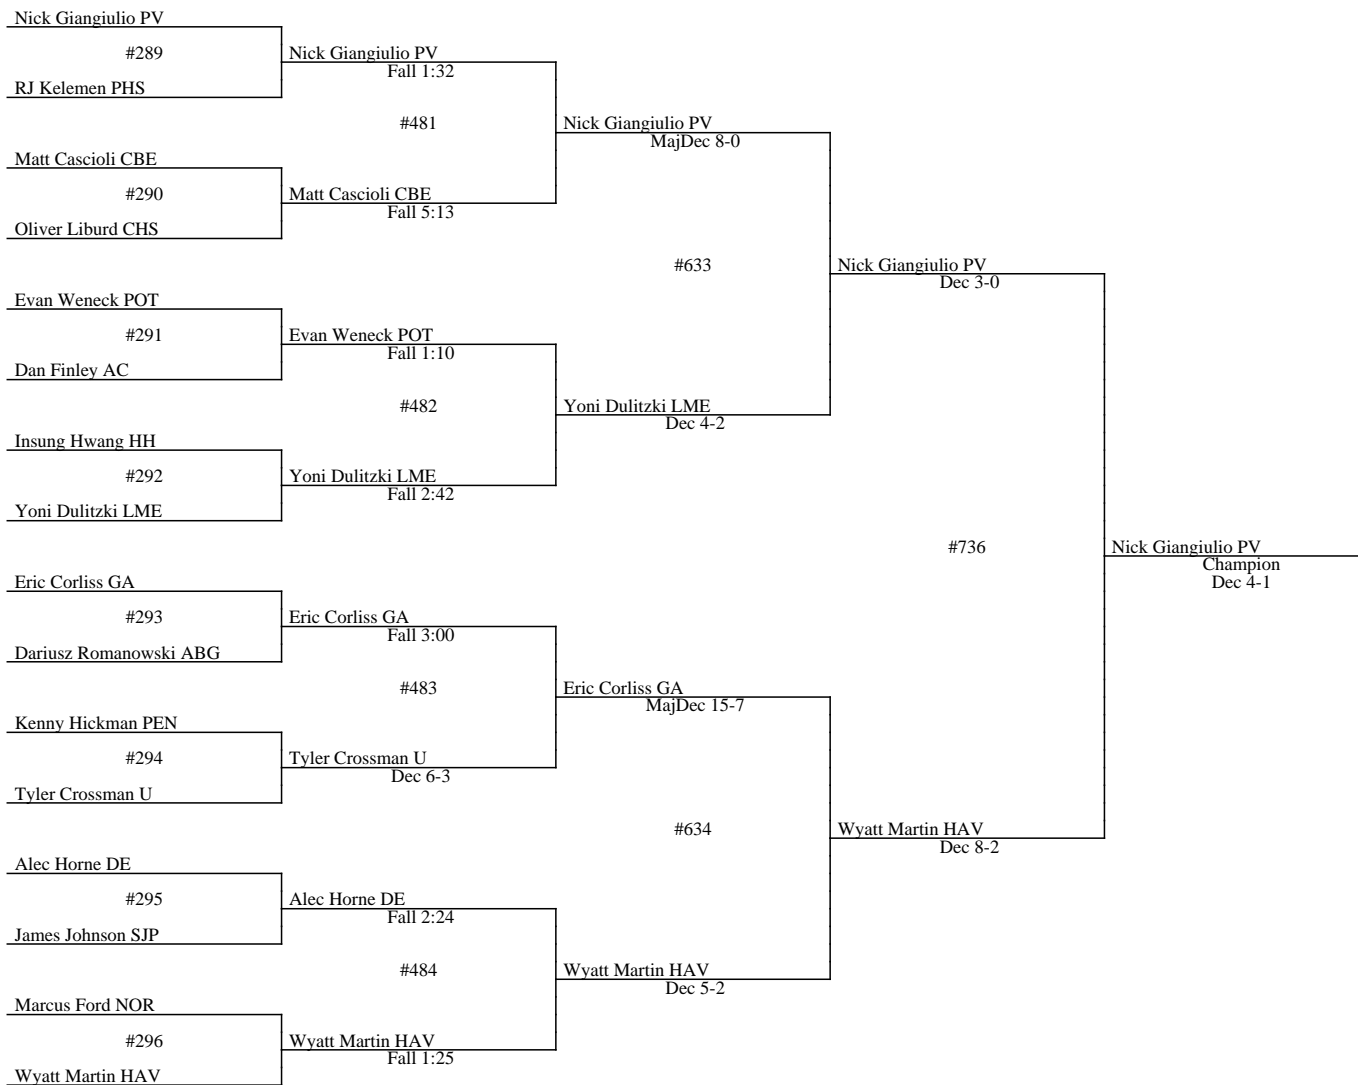 Nick Giangiulio PV
#289
RJ Kelemen PHS
Matt Cascioli CBE
#290
Oliver Liburd CHS
Evan Weneck POT
#291
Dan Finley AC
Insung Hwang HH
#292
Yoni Dulitzki LME
Eric Corliss GA
#293
Dariusz Romanowski ABG
Kenny Hickman PEN
#294
Tyler Crossman U
Alec Horne DE
#295
James Johnson SJP
Marcus Ford NOR
#296
Wyatt Martin HAV
Nick Giangiulio PV
Fall 1:32
#481
Matt Cascioli CBE
Fall 5:13
Evan Weneck POT
Fall 1:10
#482
Yoni Dulitzki LME
Fall 2:42
Eric Corliss GA
Fall 3:00
#483
Tyler Crossman U
Dec 6-3
Alec Horne DE
Fall 2:24
#484
Wyatt Martin HAV
Fall 1:25
Nick Giangiulio PV
MajDec 8-0
#633
Yoni Dulitzki LME
Dec 4-2
Eric Corliss GA
MajDec 15-7
#634
Wyatt Martin HAV
Dec 5-2
Nick Giangiulio PV
Dec 3-0
#736
Wyatt Martin HAV
Dec 8-2
Nick Giangiulio PV
Champion
Dec 4-1